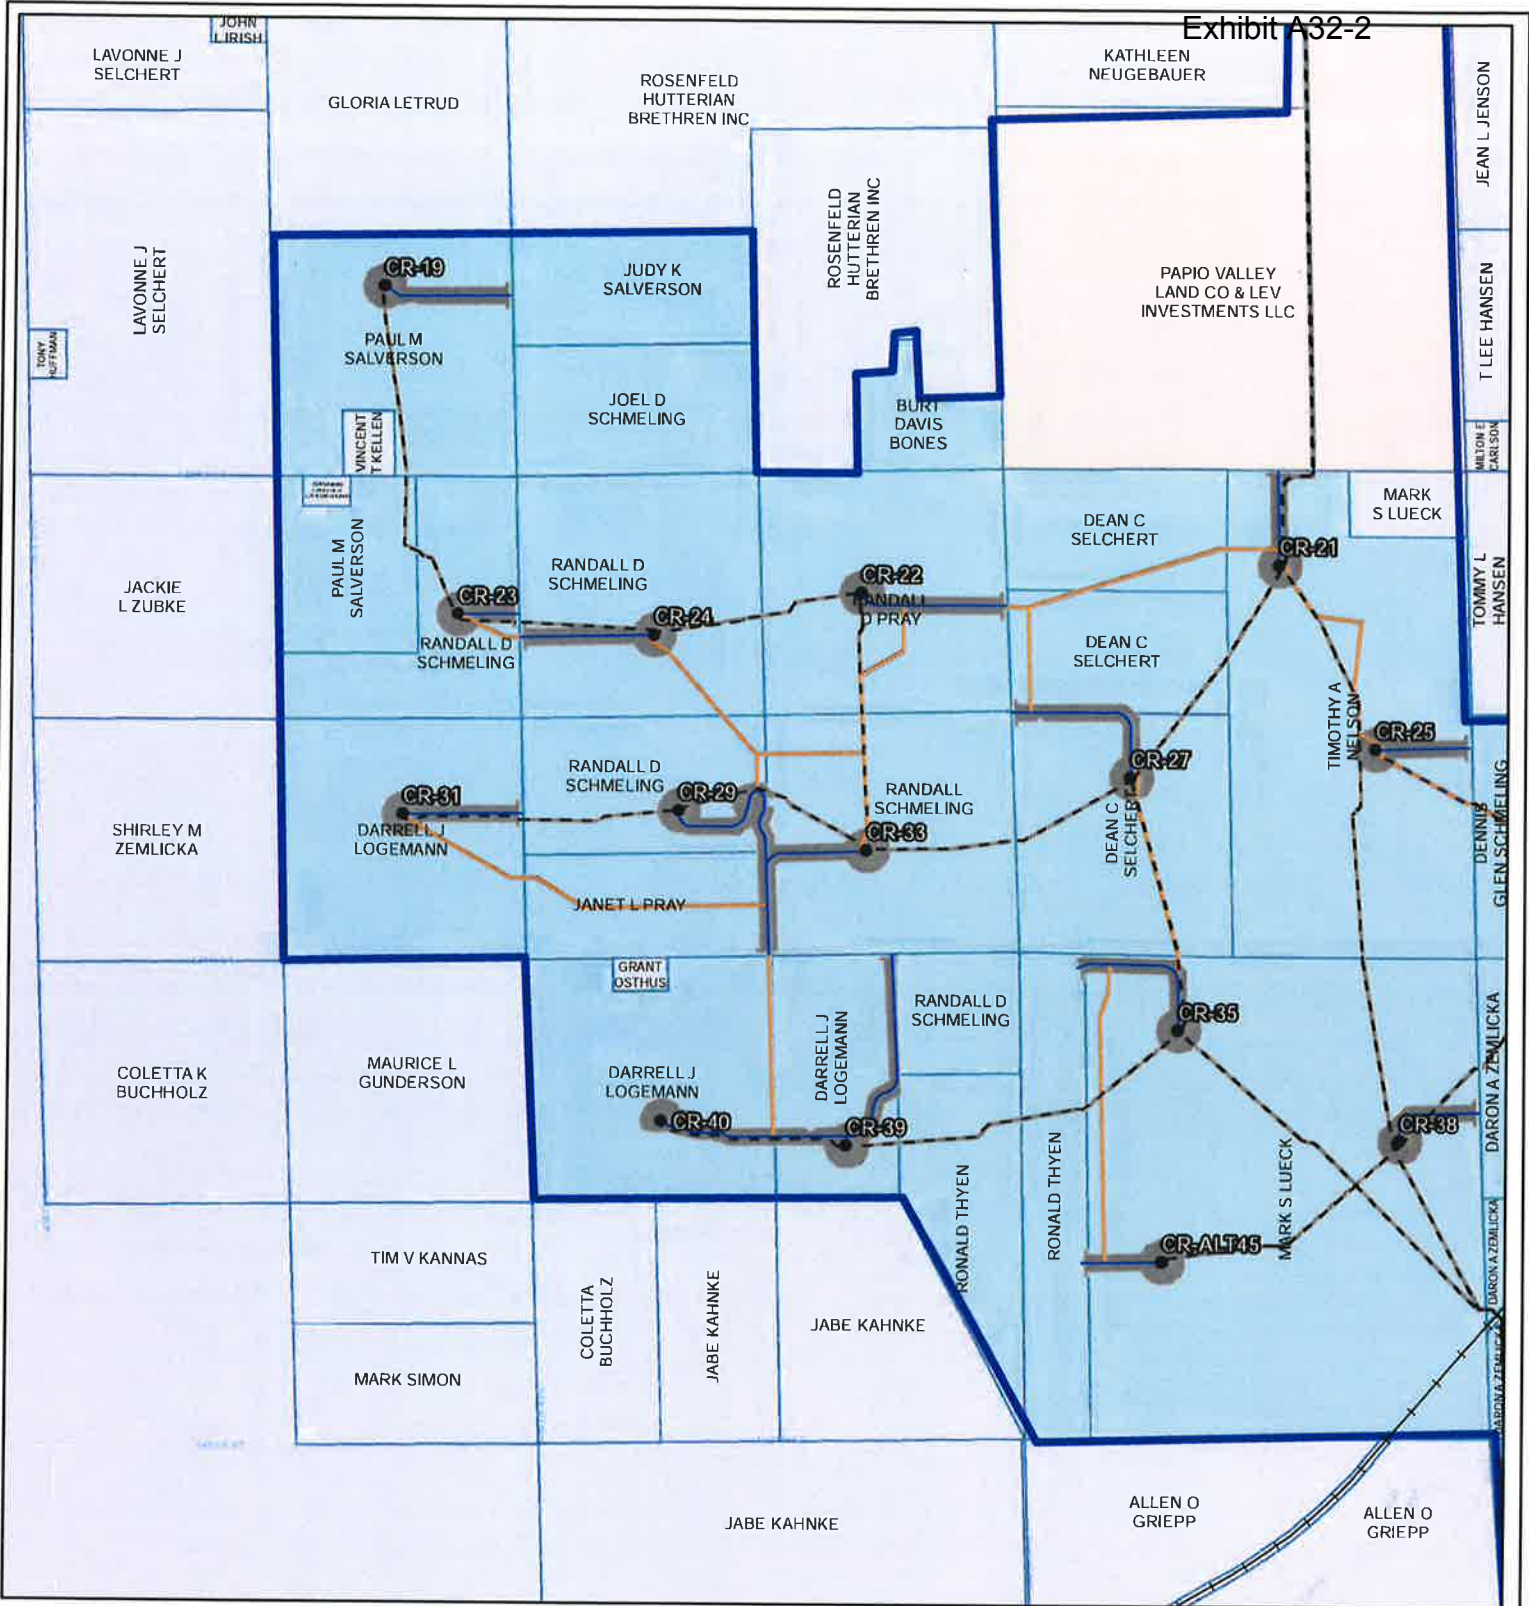 Exhibit A32-2
JOHN
L IRISH
LAVONNE J
SELCHERT
GLORIA LETRUD
ROSENFELD
HUTTERIAN
BRETHREN INC
KATHLEEN
NEUGEBAUER
JEAN L JENSON
LAVONNE J
SELCHERT
TONY
HUFFMAN
CR-19
PAUL M
SALVERSON
JUDY K
SALVERSON
ROSENFELD
HUTTERIAN
BRETHREN INC
PAPIO VALLEY
LAND CO & LEV
INVESTMENTS LLC
T LEE HANSEN
VINCENT
T KELLEN
JOEL D
SCHMELING
BURT
DAVIS
BONES
MILTON E
CARLSON
JACKIE
L ZUBKE
PAUL M
SALVERSON
RANDALL D
SCHMELING
DEAN C
SELCHERT
MARK
S LUECK
CR-21
TOMMY L
HANSEN
CR-23
CR-24
CR-22
RANDALL
D PRAY
RANDALL D
SCHMELING
DEAN C
SELCHERT
TIMOTHY A
NELSON
CR-25
SHIRLEY M
ZEMLICKA
CR-31
DARRELL J
LOGEMANN
RANDALL D
SCHMELING
CR-29
RANDALL
SCHMELING
CR-33
CR-27
DEAN C
SELCHERT
DENNIS
GLEN SCHMELING
JANET L PRAY
GRANT
OSTHUS
COLETTA K
BUCHHOLZ
MAURICE L
GUNDERSON
DARRELL J
LOGEMANN
CR-40
DARRELL J
LOGEMANN
CR-39
RANDALL D
SCHMELING
CR-35
CR-38
DARON A ZEMLICKA
RONALD THYEN
RONALD THYEN
MARK S LUECK
CR-ALT45
DARON A ZEMLICKA
DARON A ZEMLICKA
TIM V KANNAS
COLETTA
BUCHHOLZ
JABE KAHNKE
JABE KAHNKE
MARK SIMON
JABE KAHNKE
ALLEN O
GRIEPP
ALLEN O
GRIEPP